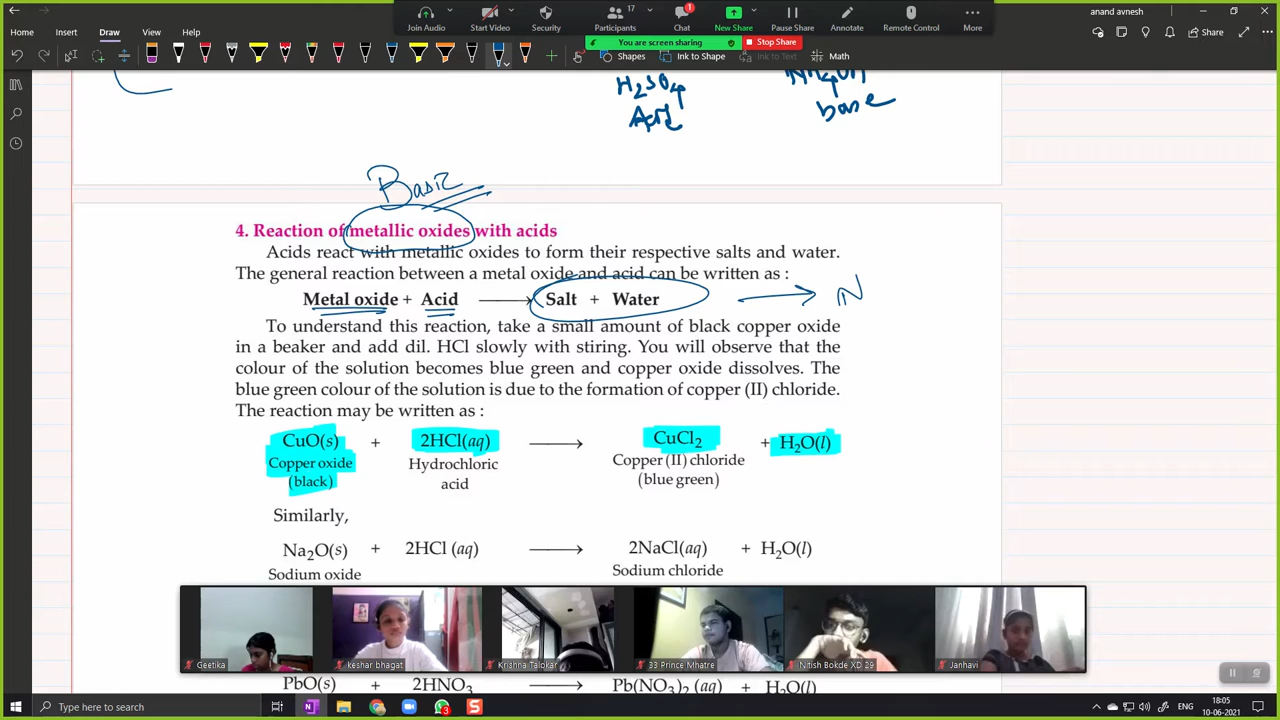 anand avnesh
17
1
Join Audio Start Video Security Participants Chat New Share Pause Share Annotate Remote Control More
Home Insert Draw View Help
You are screen sharing Stop Share
Share
Shapes Ink to Shape Ink to Text Math
H2SO4
Acid
base
Basic
4. Reaction of metallic oxides with acids
Acids react with metallic oxides to form their respective salts and water.
The general reaction between a metal oxide and acid can be written as :
Metal oxide + Acid ⟶ Salt + Water → N
To understand this reaction, take a small amount of black copper oxide
in a beaker and add dil. HCl slowly with stiring. You will observe that the
colour of the solution becomes blue green and copper oxide dissolves. The
blue green colour of the solution is due to the formation of copper (II) chloride.
The reaction may be written as :
CuO(s) + 2HCl(aq) ⟶ CuCl2 + H2O(l)
Copper oxide Hydrochloric Copper (II) chloride
(black) acid (blue green)
Similarly,
Na2O(s) + 2HCl (aq) ⟶ 2NaCl(aq) + H2O(l)
Sodium oxide Sodium chloride
Geetika keshar bhagat Krishna Talokar 33 Prince Mhatre Nitish Bokde XD 29 Janhavi
PbO(s) + 2HNO3 Pb(NO3)2 (aq) + H2O(l)
Type here to search
3
18:05
10-06-2021